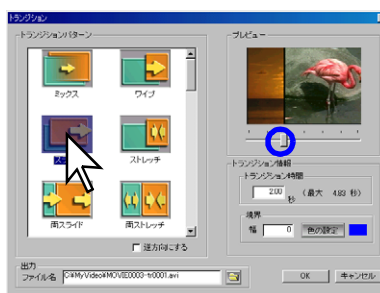 トランジション
トランジションパターン
ミックス
ワイプ
ストレッチ
両スライド
両ストレッチ
逆方向にする
プレビュー
トランジション情報
トランジション時間
2.00 秒 (最大 4.83 秒)
境界
幅 0 色の設定
出力
ファイル名 C:¥MyVideo¥MOVIE0003-tr0001.avi
OK キャンセル